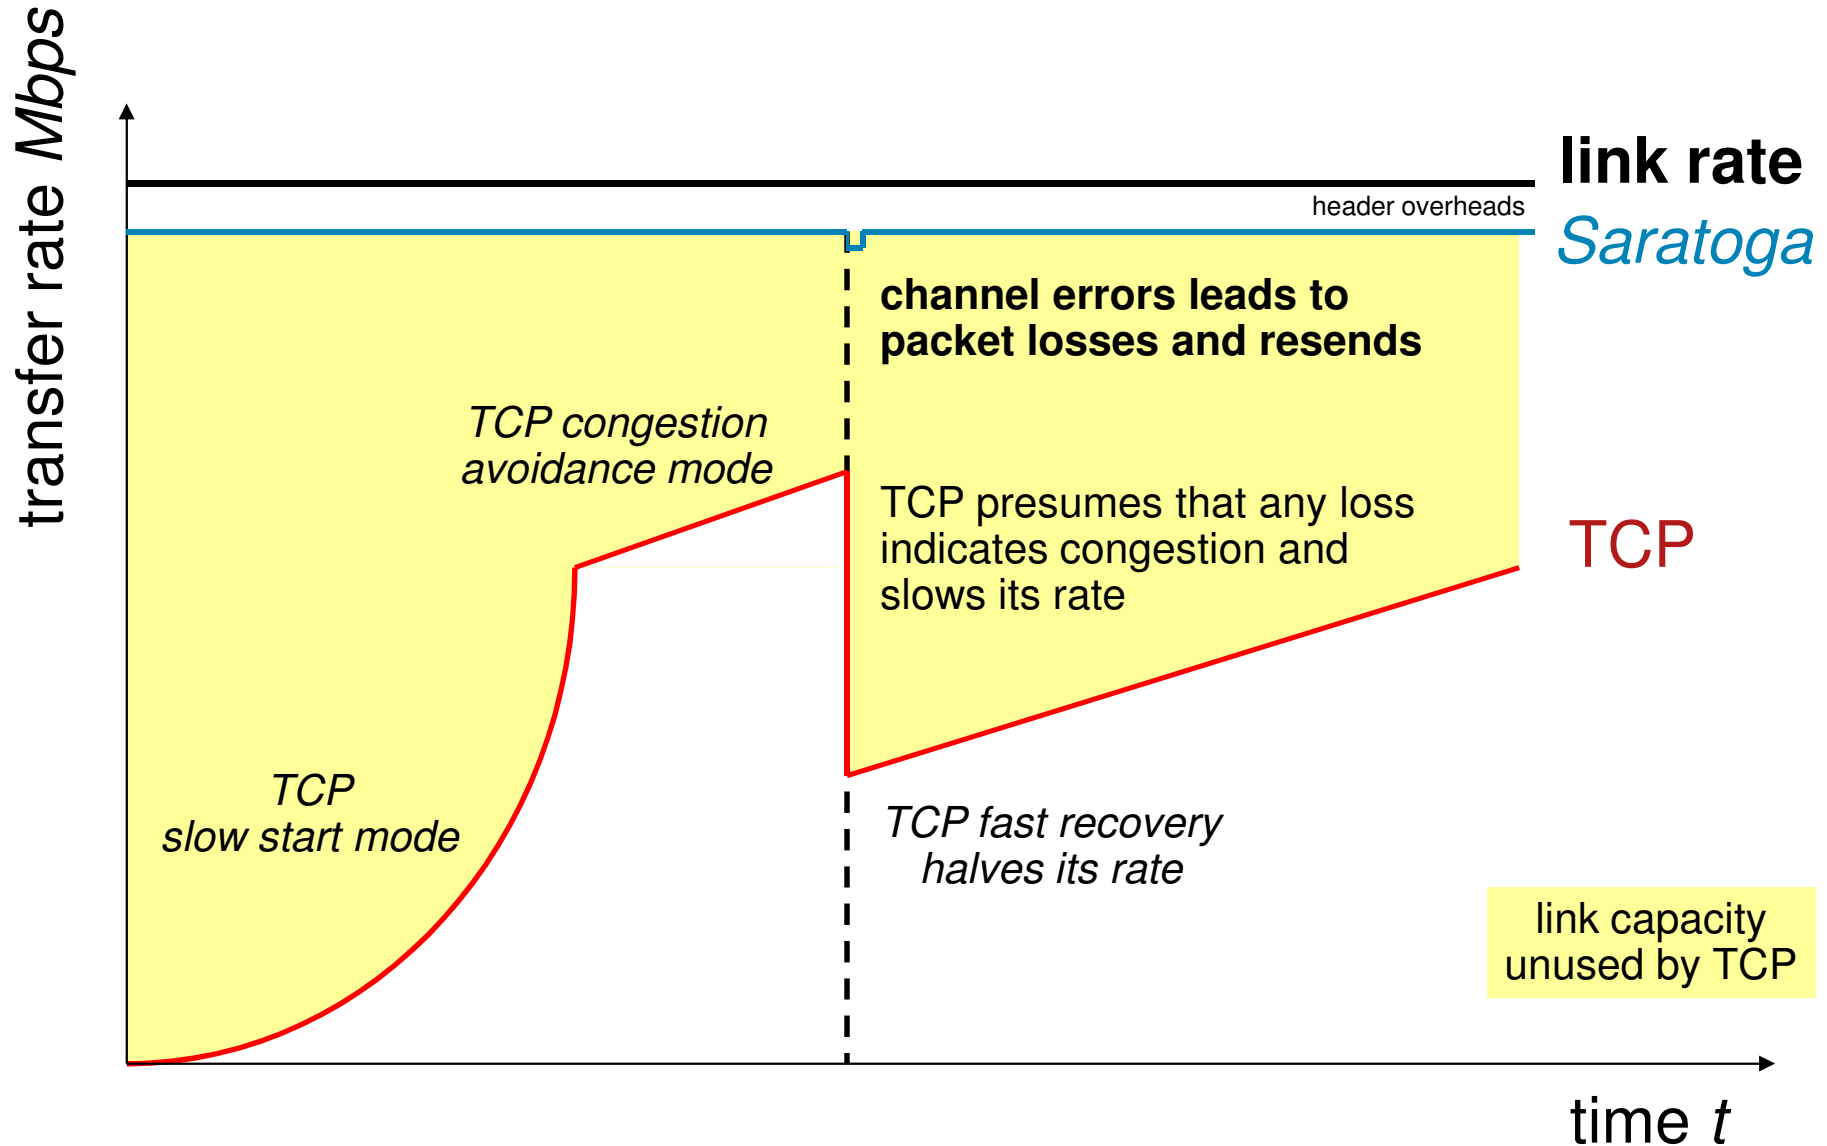 transfer rate Mbps
link rate
header overheads
Saratoga
channel errors leads to
packet losses and resends
TCP congestion
avoidance mode
TCP presumes that any loss
indicates congestion and
slows its rate
TCP
TCP
slow start mode
TCP fast recovery
halves its rate
link capacity
unused by TCP
time t